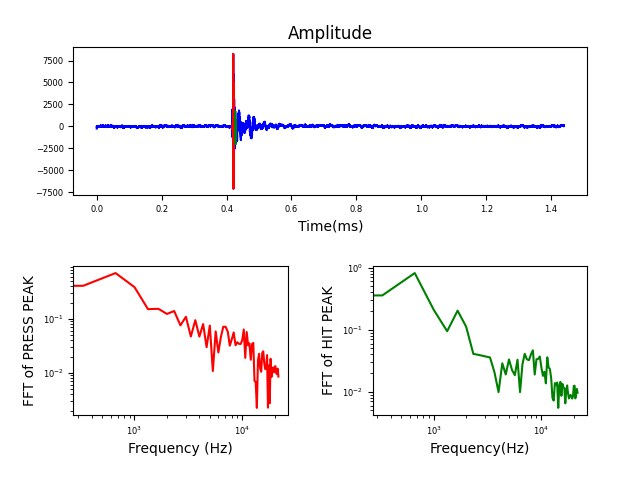 Amplitude
7500
5000
2500
0
−2500
−5000
−7500
0.0 0.2 0.4 0.6 0.8 1.0 1.2 1.4
Time(ms)
FFT of PRESS PEAK
10⁻¹
10⁻²
10³ 10⁴
Frequency (Hz)
FFT of HIT PEAK
10⁰
10⁻¹
10⁻²
10³ 10⁴
Frequency(Hz)